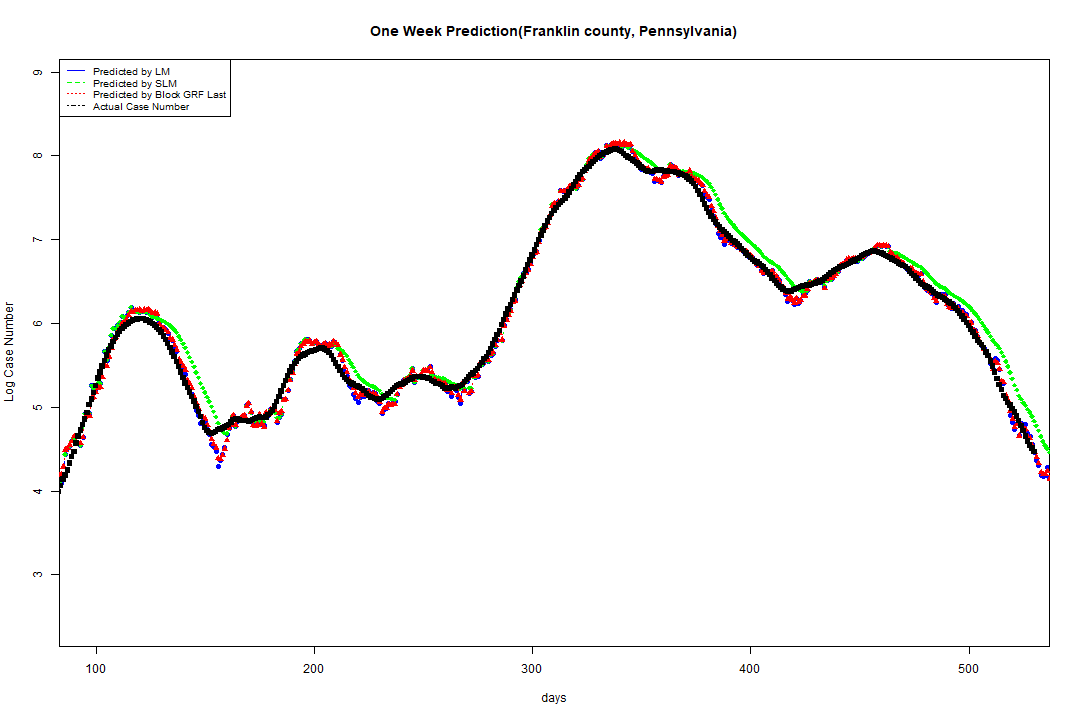 One Week Prediction(Franklin county, Pennsylvania)
9
Predicted by LM
Predicted by SLM
Predicted by Block GRF Last
Actual Case Number
8
7
6
5
4
3
Log Case Number
100 200 300 400 500
days